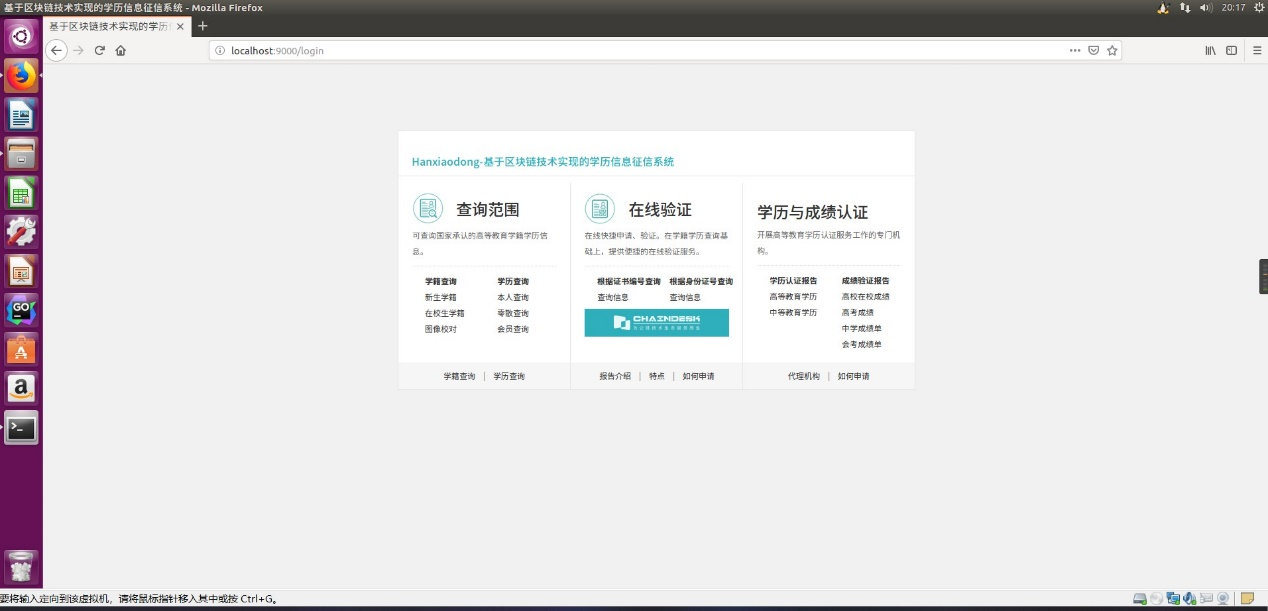 基于区块链技术实现的学历信息征信系统 - Mozilla Firefox
20:17
基于区块链技术实现的学历
localhost:9000/login
Hanxiaodong-基于区块链技术实现的学历信息征信系统
查询范围
可查询国家承认的高等教育学籍学历信
息。
学籍查询 学历查询
新生学籍 本人查询
在校生学籍 零散查询
图像校对 会员查询
学籍查询 | 学历查询
在线验证
在线快捷申请、验证。在学籍学历查询基
础上，提供便捷的在线验证服务。
根据证书编号查询 根据身份证号查询
查询信息 查询信息
CHAINDESK
报告介绍 | 特点 | 如何申请
学历与成绩认证
开展高等教育学历认证服务工作的专门机
构。
学历认证报告 成绩验证报告
高等教育学历 高校在校成绩
中等教育学历 高考成绩
中学成绩单
会考成绩单
代理机构 | 如何申请
GO
a
要将输入定向到该虚拟机，请将鼠标指针移入其中或按 Ctrl+G。